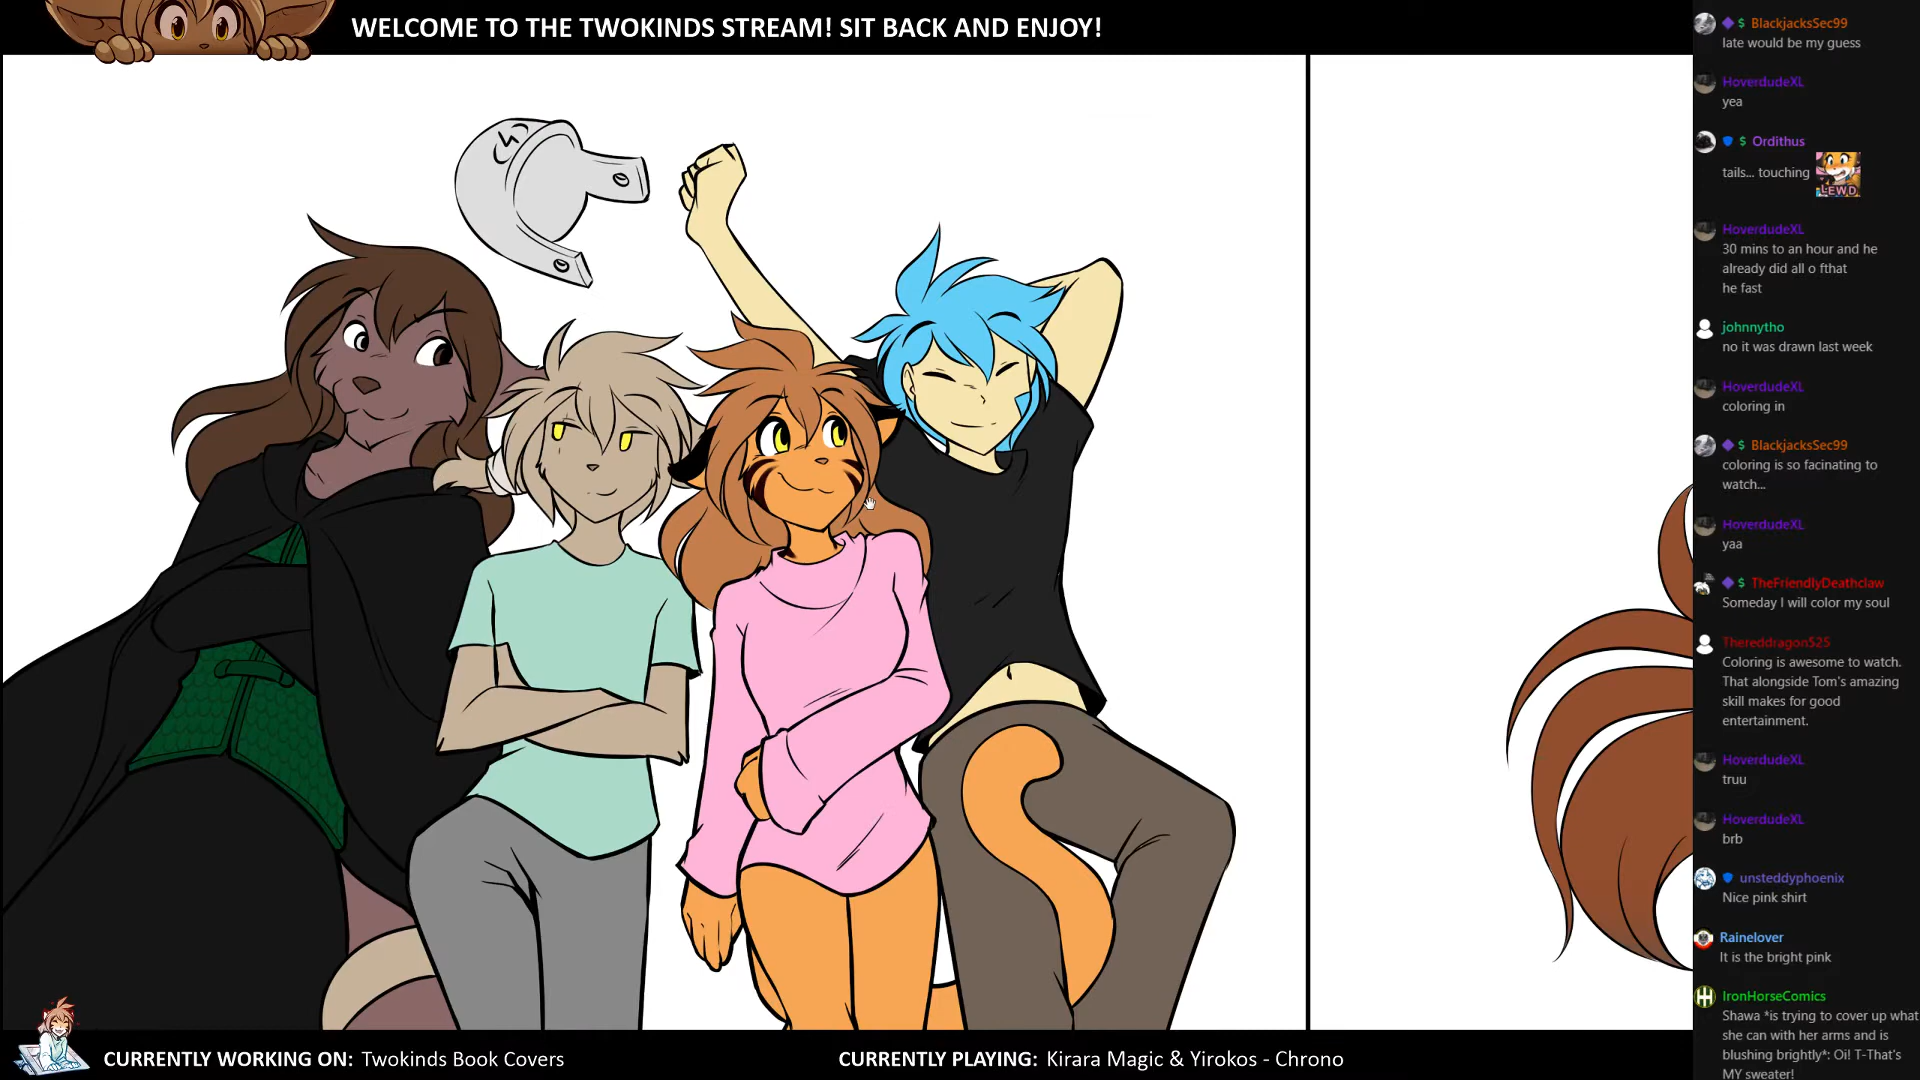 WELCOME TO THE TWOKINDS STREAM! SIT BACK AND ENJOY!
BlackjacksSec99
late would be my guess
HoverdudeXL
yea
Ordithus
tails... touching
LEWD
HoverdudeXL
30 mins to an hour and he
already did all o fthat
he fast
johnnytho
no it was drawn last week
HoverdudeXL
coloring in
BlackjacksSec99
coloring is so facinating to
watch...
HoverdudeXL
yaa
TheFriendlyDeathclaw
Someday I will color my soul
Thereddragon525
Coloring is awesome to watch.
That alongside Tom's amazing
skill makes for good
entertainment.
HoverdudeXL
truu
HoverdudeXL
brb
unsteddyphoenix
Nice pink shirt
Rainelover
It is the bright pink
IronHorseComics
Shawa *is trying to cover up what
she can with her arms and is
blushing brightly*: Oi! T-That's
MY sweater!
CURRENTLY WORKING ON: Twokinds Book Covers
CURRENTLY PLAYING: Kirara Magic & Yirokos - Chrono